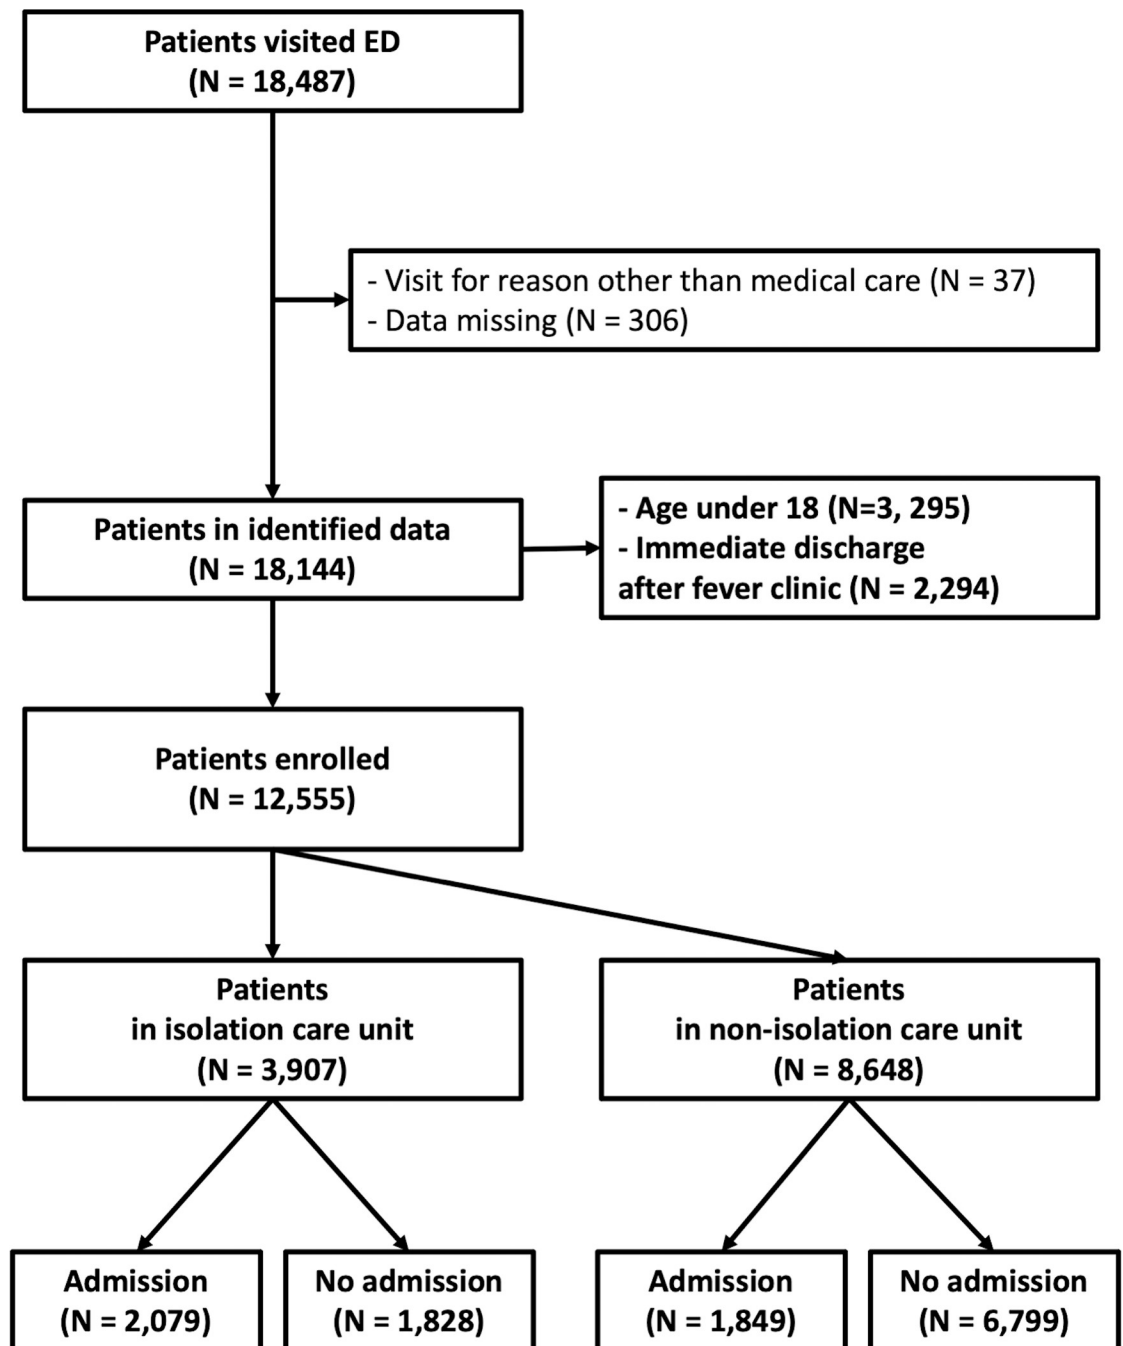 Patients visited ED
(N = 18,487)
- Visit for reason other than medical care (N = 37)
- Data missing (N = 306)
Patients in identified data
(N = 18,144)
- Age under 18 (N=3, 295)
- Immediate discharge
after fever clinic (N = 2,294)
Patients enrolled
(N = 12,555)
Patients
in isolation care unit
(N = 3,907)
Patients
in non-isolation care unit
(N = 8,648)
Admission
(N = 2,079)
No admission
(N = 1,828)
Admission
(N = 1,849)
No admission
(N = 6,799)